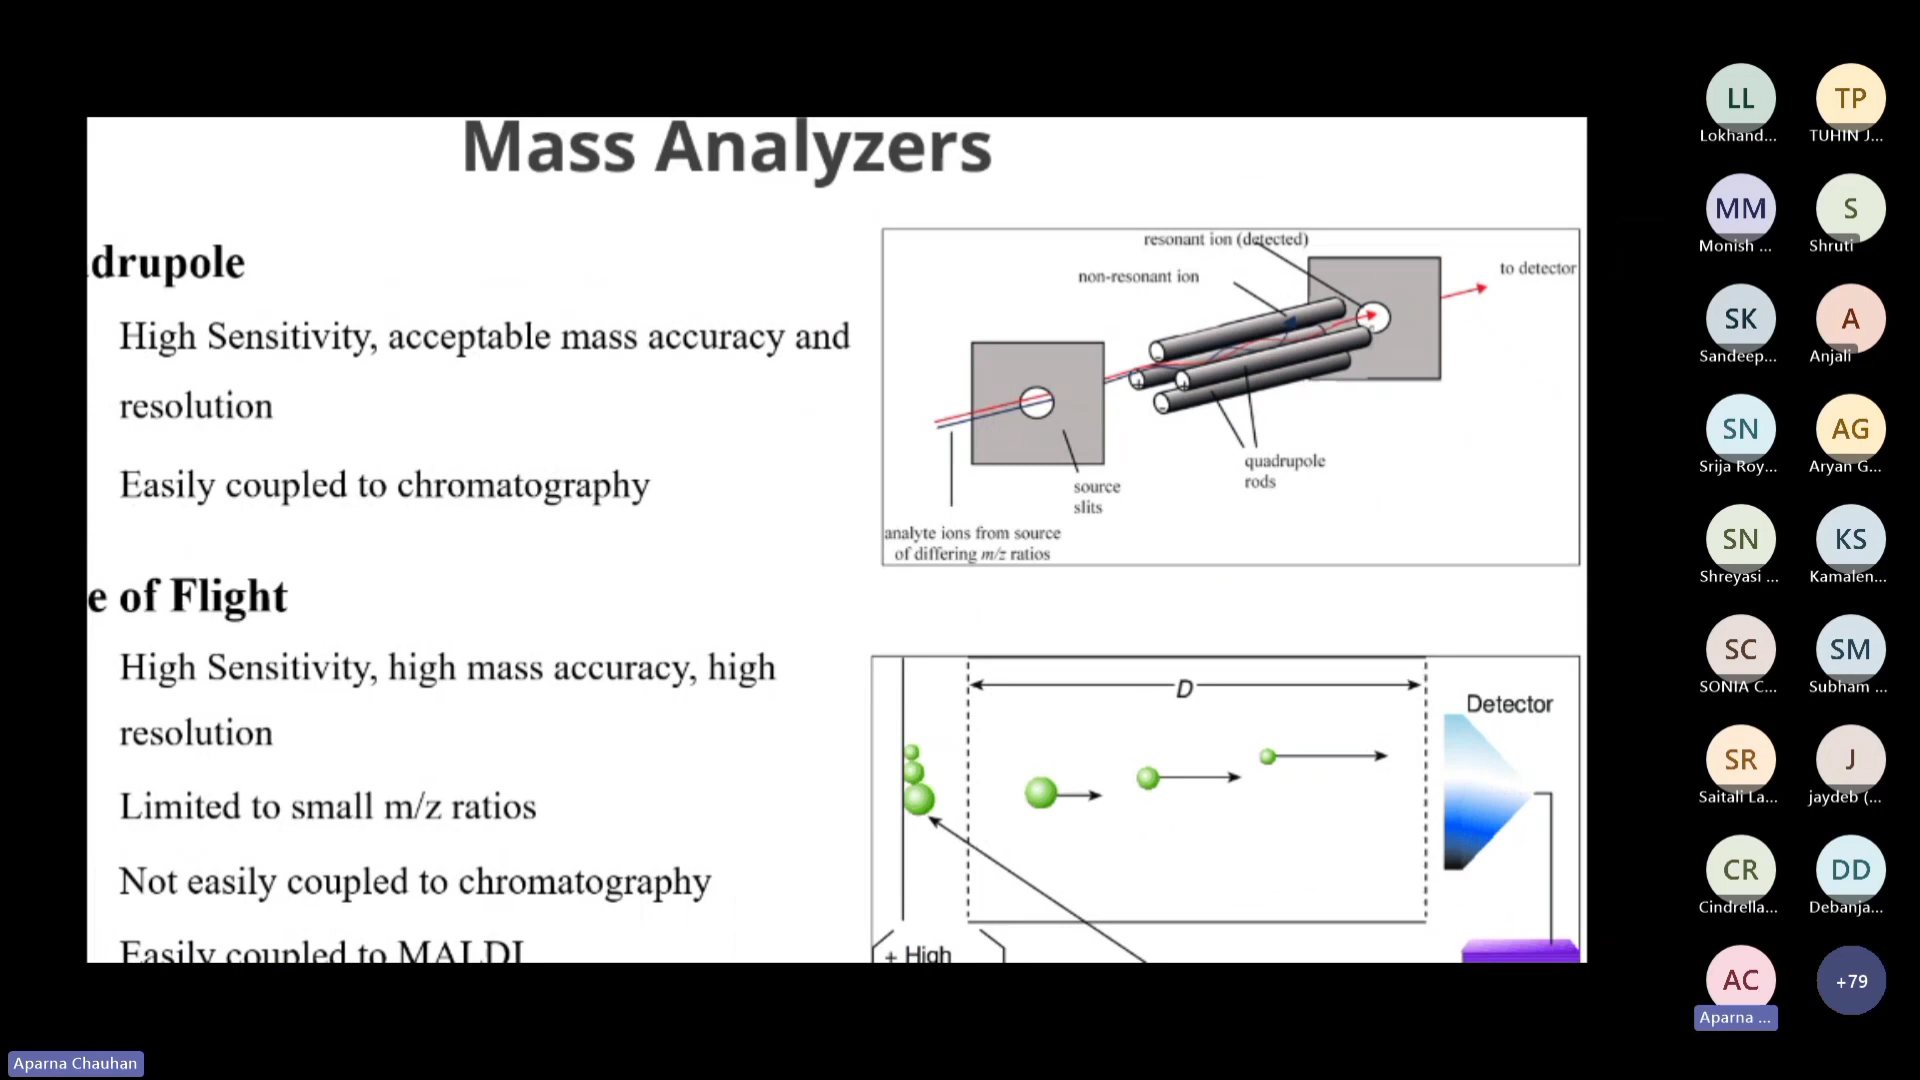 Mass Analyzers
drupole
High Sensitivity, acceptable mass accuracy and
resolution
Easily coupled to chromatography
e of Flight
High Sensitivity, high mass accuracy, high
resolution
Limited to small m/z ratios
Not easily coupled to chromatography
Easily coupled to MALDI
resonant ion (detected)
non-resonant ion
to detector
quadrupole
rods
source
slits
analyte ions from source
of differing m/z ratios
D
Detector
+ High
LL
Lokhand...
TP
TUHIN J...
MM
Monish ...
S
Shruti
SK
Sandeep...
A
Anjali
SN
Srija Roy...
AG
Aryan G...
SN
Shreyasi ...
KS
Kamalen...
SC
SONIA C...
SM
Subham ...
SR
Saitali La...
J
jaydeb (...
CR
Cindrella...
DD
Debanja...
AC
Aparna ...
+79
Aparna Chauhan